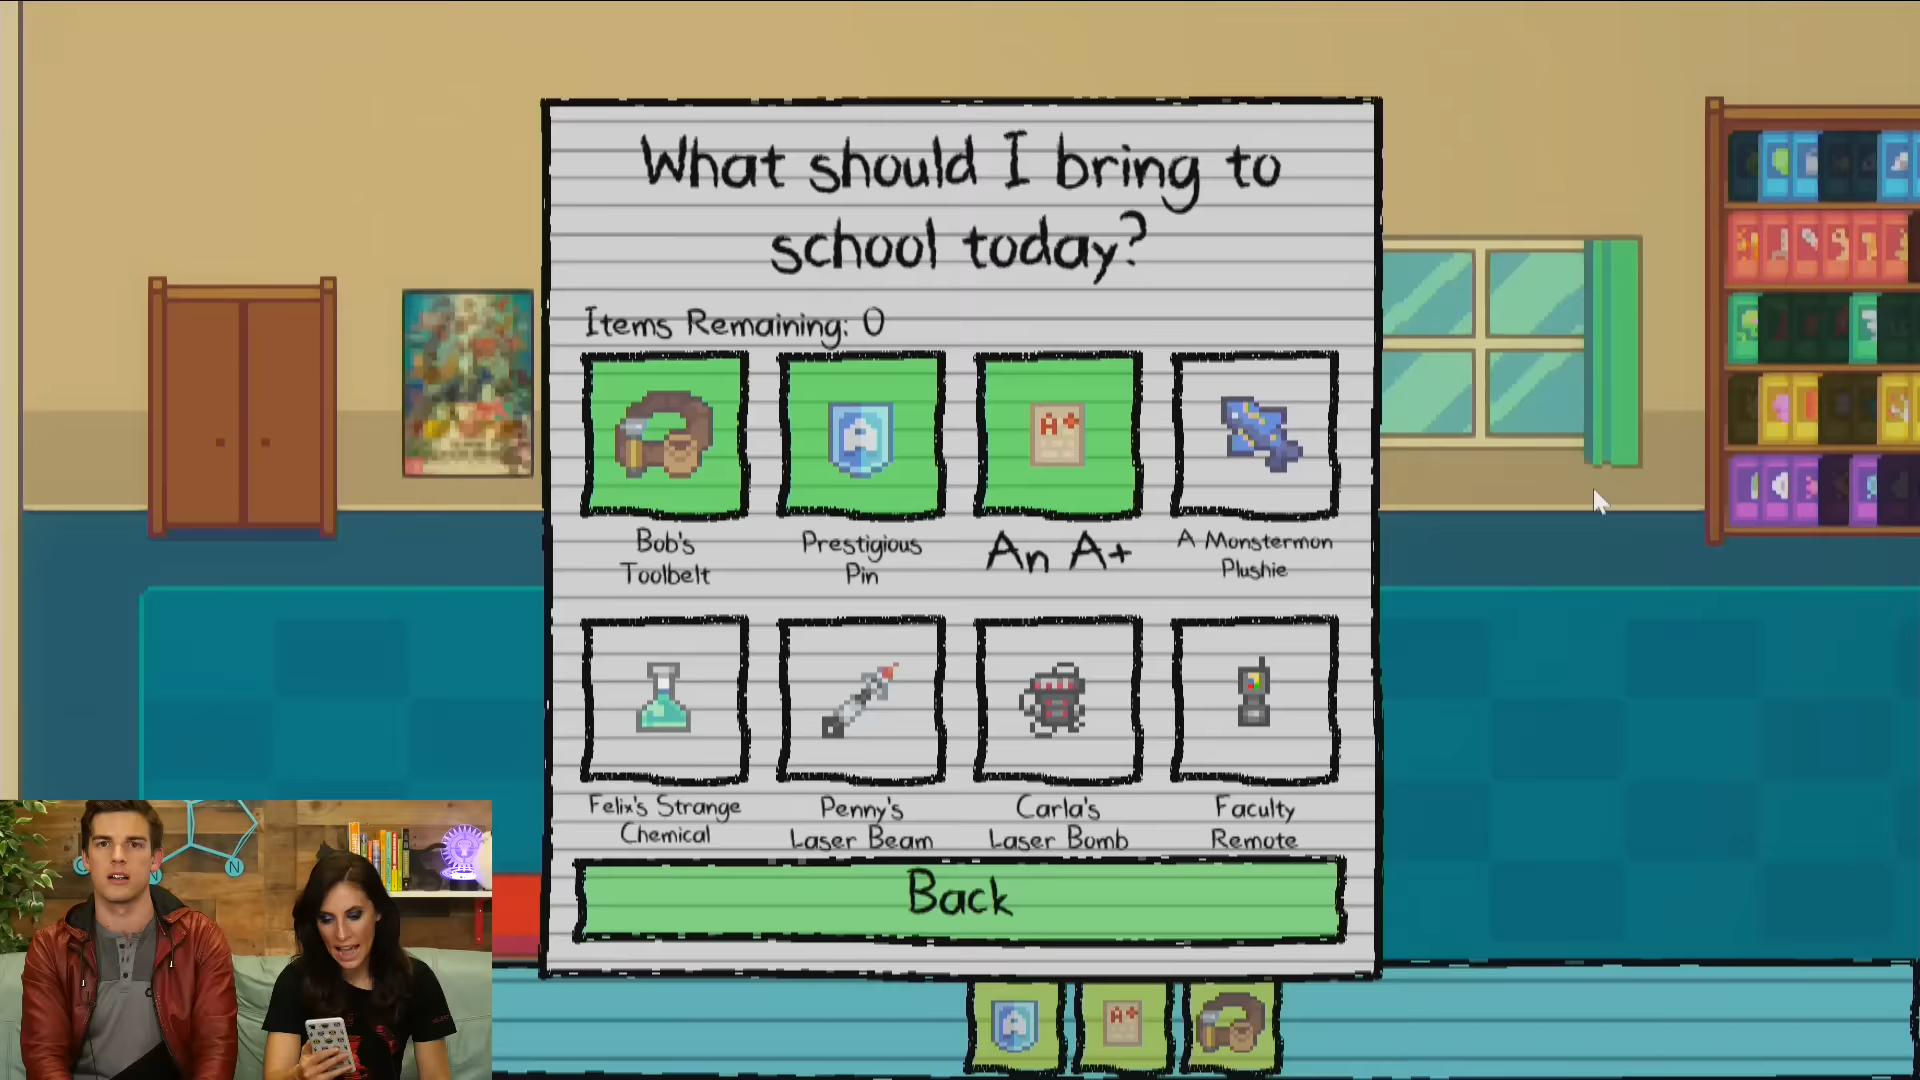 What should I bring to
school today?
Items Remaining: 0
A+
Bob's
Toolbelt
Prestigious
Pin
An A+
A Monstermon
Plushie
Felix's Strange
Chemical
Penny's
Laser Beam
Carla's
Laser Bomb
Faculty
Remote
Back
N
N
A+